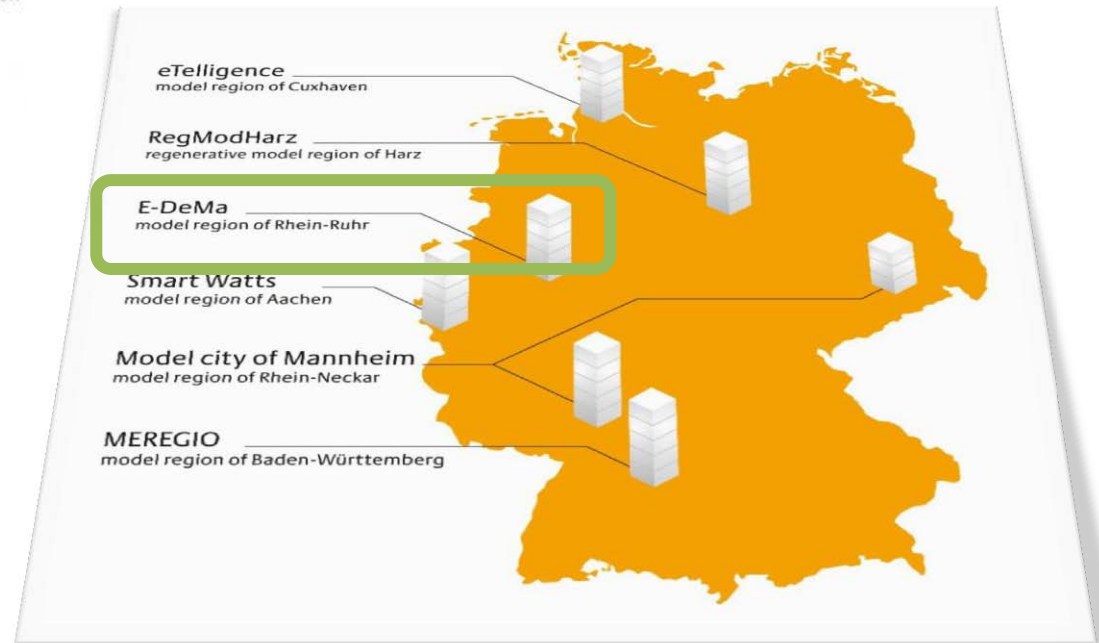 eTelligence
model region of Cuxhaven
RegModHarz
regenerative model region of Harz
E-DeMa
model region of Rhein-Ruhr
Smart Watts
model region of Aachen
Model city of Mannheim
model region of Rhein-Neckar
MEREGIO
model region of Baden-Württemberg